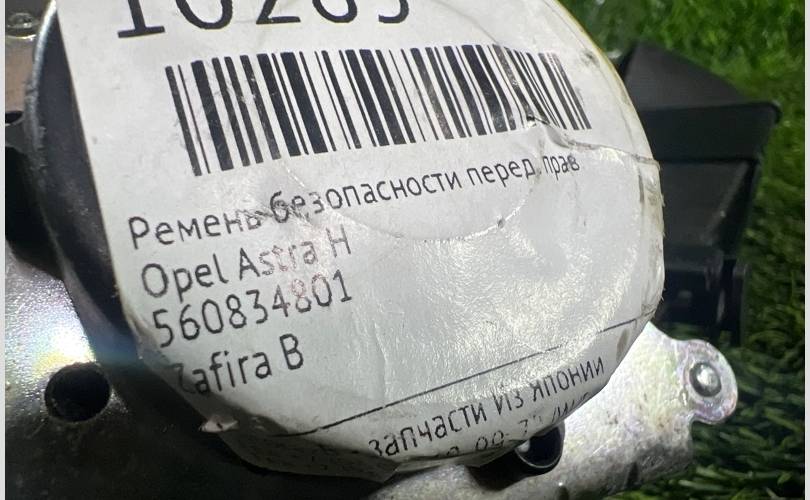 Ремень безопасности перед. прав
Opel Astra H
560834801
Zafira B
запчасти из Японии